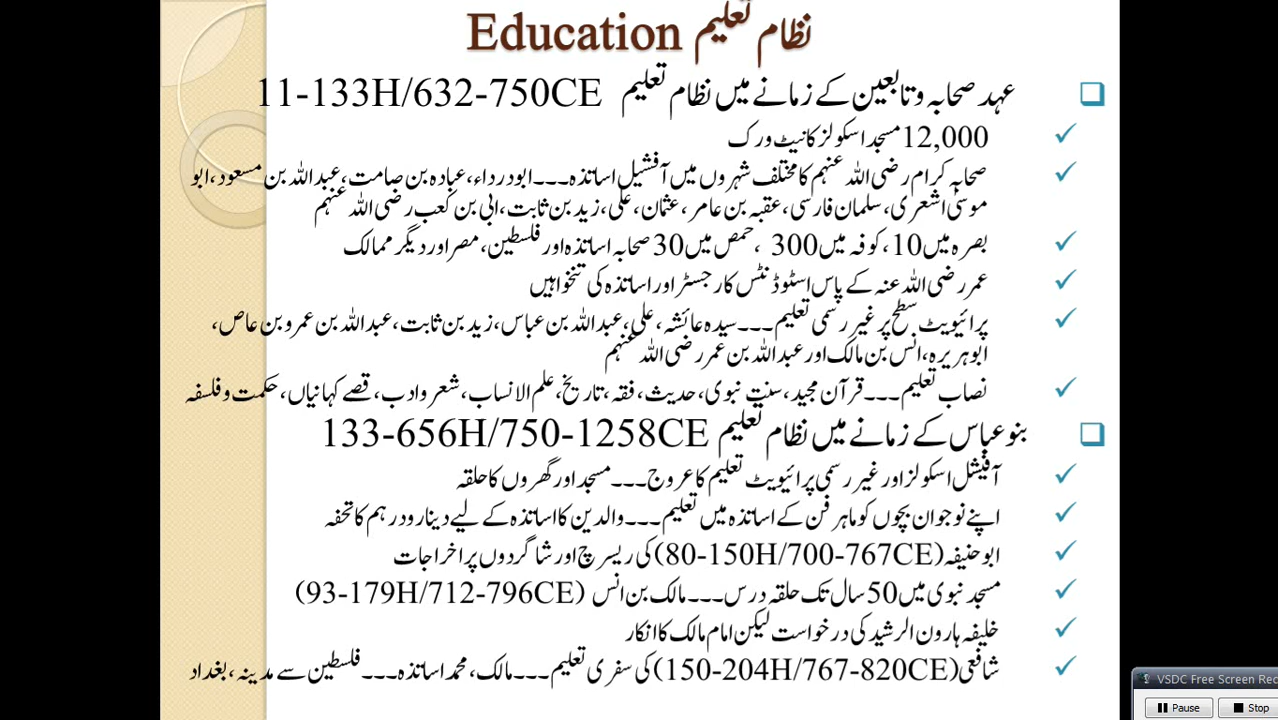 نظام تعلیم Education
عہد صحابہ و تابعین کے زمانے میں نظام تعلیم 11-133H/632-750CE
12,000 مسجد اسکولز کا نیٹ ورک
صحابہ کرام رضی اللہ عنہم کا مختلف شہروں میں آفشیل اساتذہ۔۔۔ابودرداء، عبادہ بن صامت، عبداللہ بن مسعود، ابو
موسیٰ اشعری، سلمان فارسی، عقبہ بن عامر، عثمان، علی، زید بن ثابت، ابی بن کعب رضی اللہ عنہم
بصرہ میں 10، کوفہ میں 300 ، حمص میں 30 صحابہ اساتذہ اور فلسطین، مصر اور دیگر ممالک
عمر رضی اللہ عنہ کے پاس اسٹوڈنٹس کا رجسٹر اور اساتذہ کی تنخواہیں
پرائیویٹ سطح پر غیر رسمی تعلیم۔۔۔سیدہ عائشہ، علی، عبداللہ بن عباس، زید بن ثابت، عبداللہ بن عمرو بن عاص،
ابوہریرہ، انس بن مالک اور عبداللہ بن عمر رضی اللہ عنہم
نصاب تعلیم۔۔۔قرآن مجید، سنت نبوی، حدیث، فقہ، تاریخ، علم الانساب، شعر و ادب، قصے کہانیاں، حکمت و فلسفہ
بنو عباس کے زمانے میں نظام تعلیم 133-656H/750-1258CE
آفیشل اسکولز اور غیر رسمی پرائیویٹ تعلیم کا عروج۔۔۔مسجد اور گھروں کا حلقہ
اپنے نوجوان بچوں کو ماہر فن کے اساتذہ میں تعلیم۔۔۔والدین کا اساتذہ کے لیے دینار و درہم کا تحفہ
ابوحنیفہ (80-150H/700-767CE) کی ریسرچ اور شاگردوں پر اخراجات
مسجد نبوی میں 50 سال تک حلقہ درس۔۔۔مالک بن انس (93-179H/712-796CE)
خلیفہ ہارون الرشید کی درخواست لیکن امام مالک کا انکار
شافعی (150-204H/767-820CE) کی سفری تعلیم۔۔۔مالک، محمد اساتذہ۔۔۔فلسطین سے مدینہ، بغداد
VSDC Free Screen Rec
Pause Stop